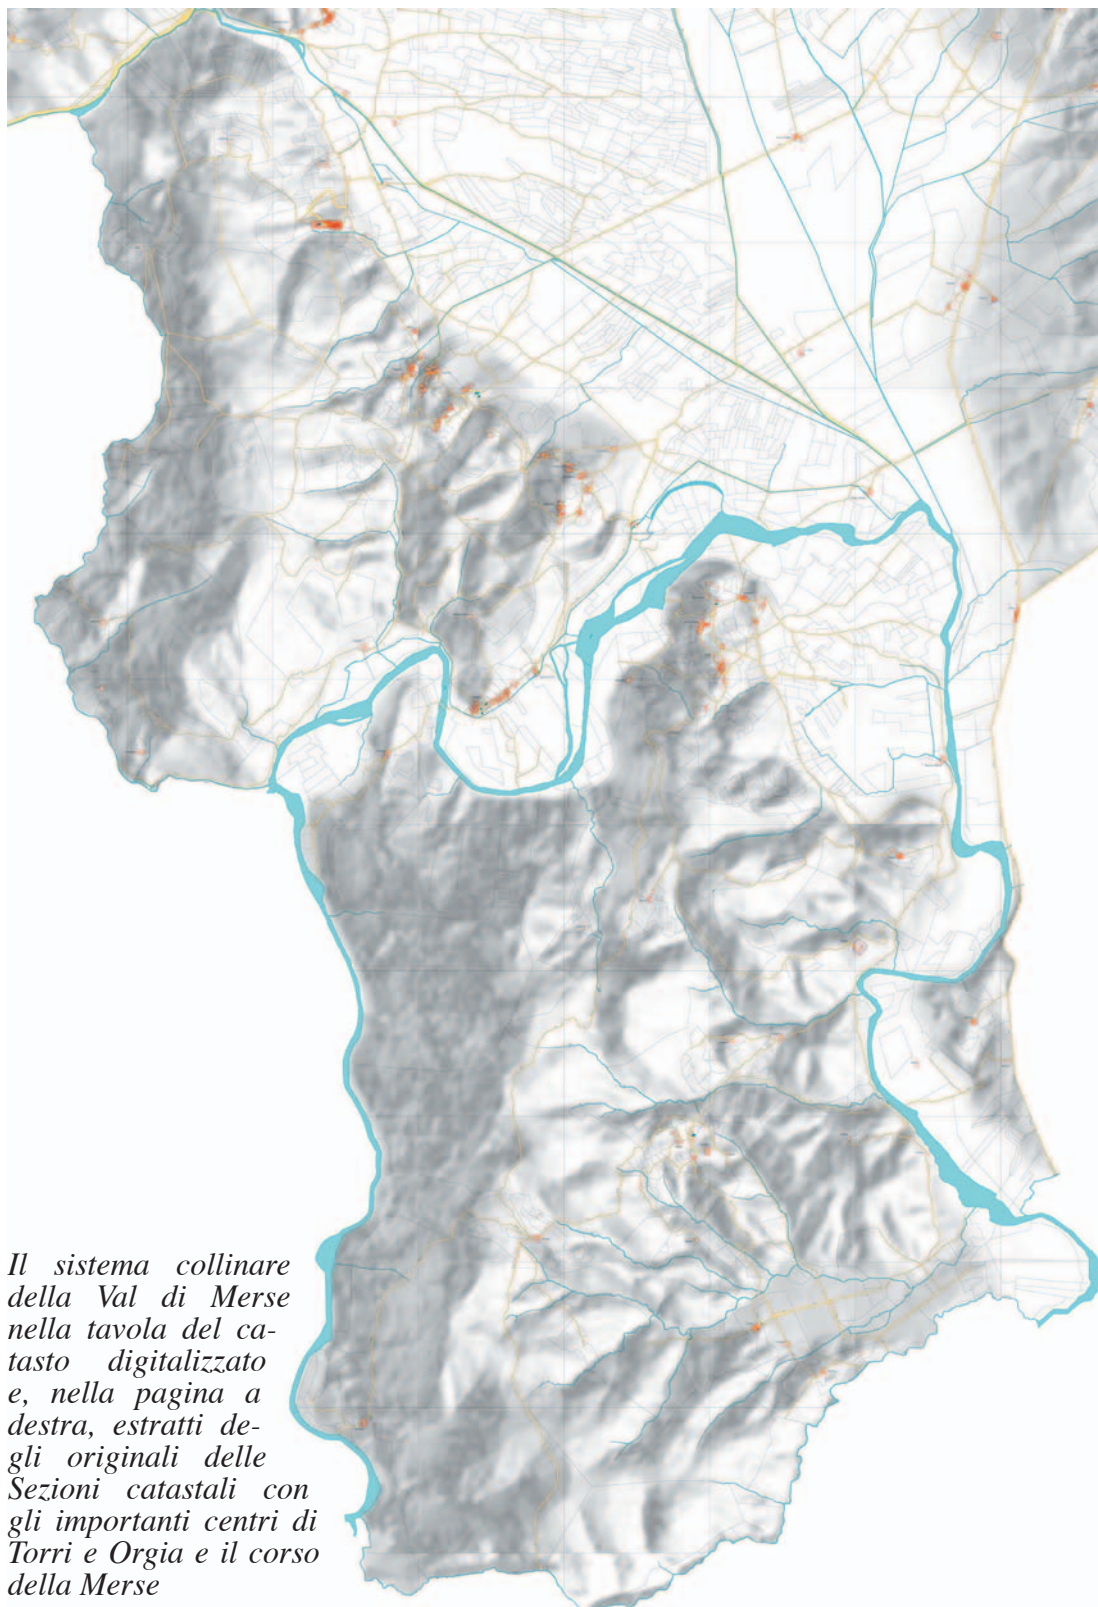 Il sistema collinare
della Val di Merse
nella tavola del ca-
tasto digitalizzato
e, nella pagina a
destra, estratti de-
gli originali delle
Sezioni catastali con
gli importanti centri di
Torri e Orgia e il corso
della Merse